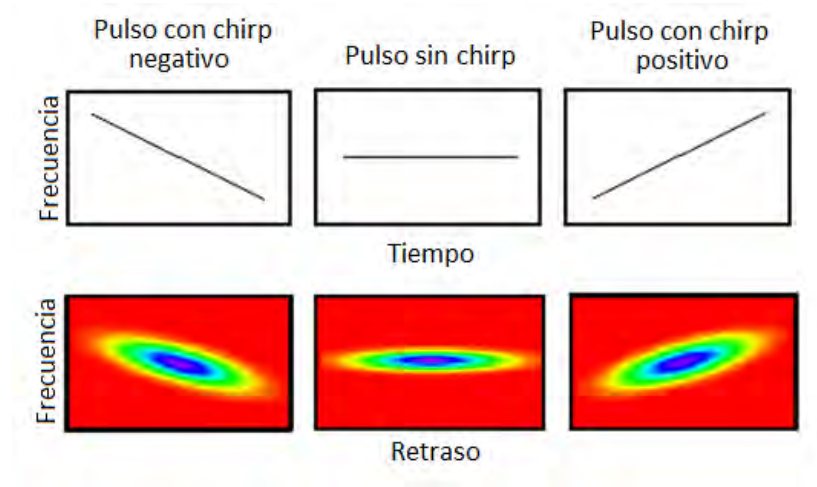 Pulso con chirp
negativo
Pulso sin chirp
Pulso con chirp
positivo
Frecuencia
Tiempo
Frecuencia
Retraso